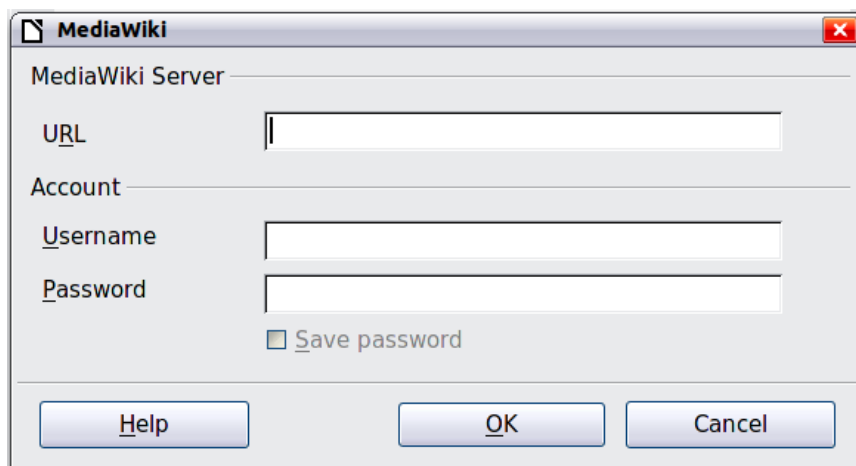 MediaWiki
MediaWiki Server
URL
Account
Username
Password
Save password
Help OK Cancel